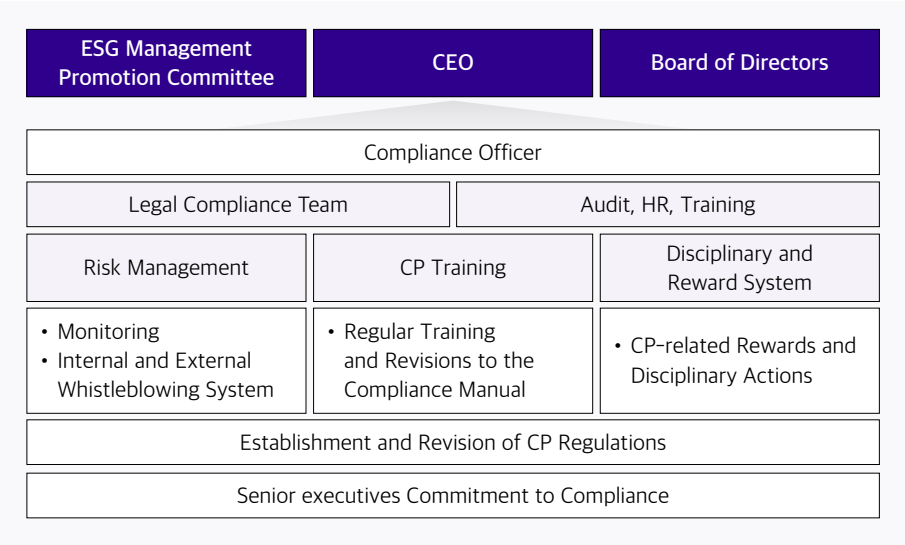 ESG Management
Promotion Committee
CEO
Board of Directors
Compliance Officer
Legal Compliance Team
Audit, HR, Training
Risk Management
CP Training
Disciplinary and
Reward System
• Monitoring
• Internal and External
Whistleblowing System
• Regular Training
and Revisions to the
Compliance Manual
• CP-related Rewards and
Disciplinary Actions
Establishment and Revision of CP Regulations
Senior executives Commitment to Compliance